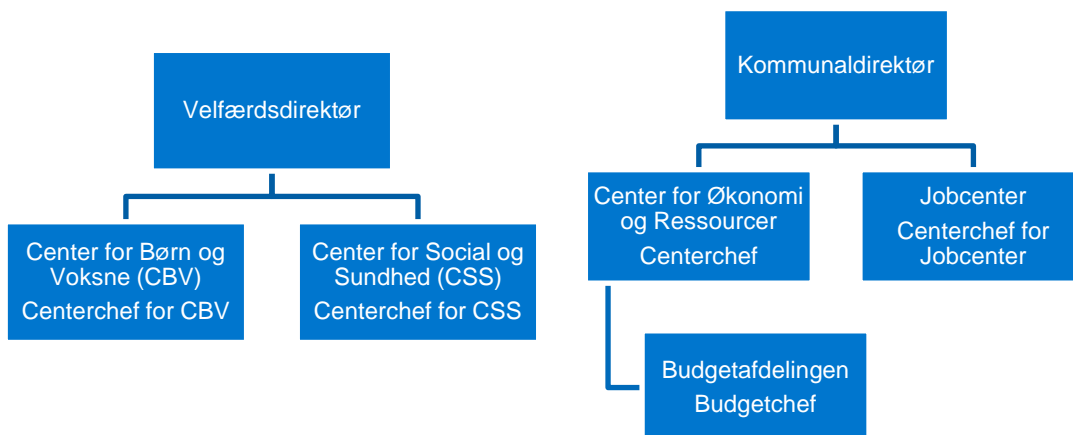 Velfærdsdirektør
Center for Børn og
Voksne (CBV)
Centerchef for CBV
Center for Social og
Sundhed (CSS)
Centerchef for CSS
Kommunaldirektør
Center for Økonomi
og Ressourcer
Centerchef
Jobcenter
Centerchef for
Jobcenter
Budgetafdelingen
Budgetchef